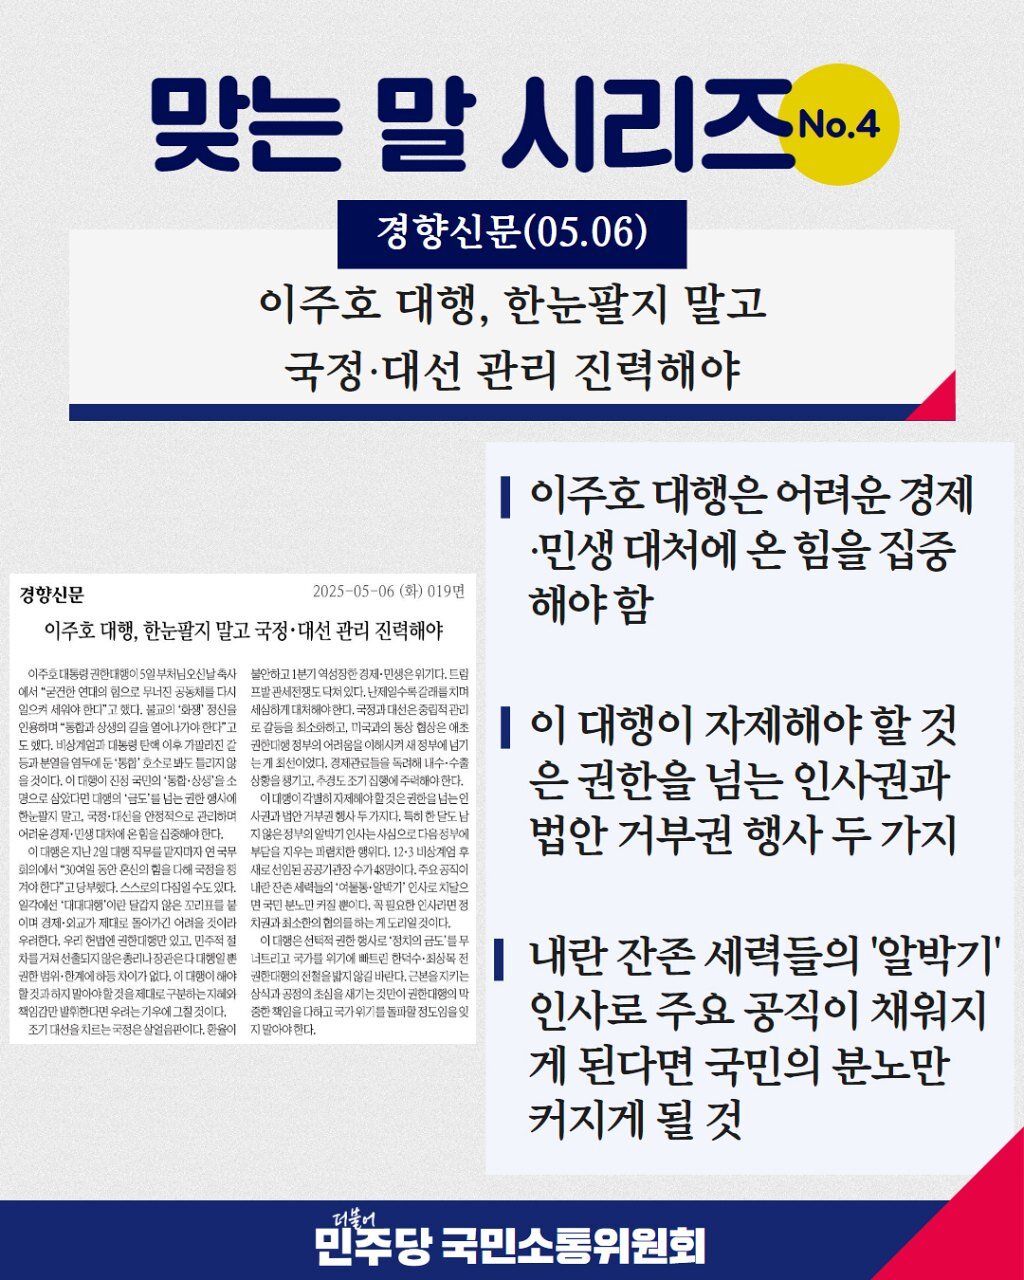 맞는 말 시리즈 No.4
경향신문(05.06)
이주호 대행, 한눈팔지 말고
국정·대선 관리 진력해야
경향신문
2025-05-06 (화) 019면
이주호 대행, 한눈팔지 말고 국정·대선 관리 진력해야
이주호 대통령 권한대행이 5일 부처님오신날 축사
에서 “굳건한 연대의 힘으로 무너진 공동체를 다시
일으켜 세워야 한다”고 했다. 불교의 ‘화쟁’ 정신을
인용하며 “통합과 상생의 길을 열어나가야 한다”고
도 했다. 비상계엄과 대통령 탄핵 이후 가팔라진 갈
등과 분열을 염두에 둔 ‘통합’ 호소로 봐도 틀리지 않
을 것이다. 이 대행이 진정 국민의 ‘통합·상생’을 소
명으로 삼았다면 대행의 ‘금도’를 넘는 권한 행사에
한눈팔지 말고, 국정·대선을 안정적으로 관리하며
어려운 경제·민생 대처에 온 힘을 집중해야 한다.
이 대행은 지난 2일 대행 직무를 맡자마자 연 국무
회의에서 “30여일 동안 혼신의 힘을 다해 국정을 챙
겨야 한다”고 당부했다. 스스로의 다짐일 수도 있다.
일각에선 ‘대대대행’이란 달갑지 않은 꼬리표를 붙
이며 경제·외교가 제대로 돌아가긴 어려울 것이라
우려한다. 우리 헌법엔 권한대행만 있고, 민주적 절
차를 거쳐 선출되지 않은 총리나 장관은 다 대행일 뿐
권한 범위·한계에 하등 차이가 없다. 이 대행이 해야
할 것과 하지 말아야 할 것을 제대로 구분하는 지혜와
책임감만 발휘한다면 우려는 기우에 그칠 것이다.
조기 대선을 치르는 국정은 살얼음판이다. 환율이
불안하고 1분기 역성장한 경제·민생은 위기다. 트럼
프발 관세전쟁도 닥쳐 있다. 난제일수록 갈래를 치며
세심하게 대처해야 한다. 국정과 대선은 중립적 관리
로 갈등을 최소화하고, 미국과의 통상 협상은 애초
권한대행 정부의 어려움을 이해시켜 새 정부에 넘기
는 게 최선이었다. 경제관료들을 독려해 내수·수출
상황을 챙기고, 추경도 조기 집행에 주력해야 한다.
이 대행이 각별히 자제해야 할 것은 권한을 넘는 인
사권과 법안 거부권 행사 두 가지다. 특히 한 달도 남
지 않은 정부의 알박기 인사는 사심으로 다음 정부에
부담을 지우는 파렴치한 행위다. 12·3 비상계엄 후
새로 선임된 공공기관장 수가 48명이다. 주요 공직이
내란 잔존 세력들의 ‘여물통·알박기’ 인사로 치달으
면 국민 분노만 커질 뿐이다. 꼭 필요한 인사라면 정
치권과 최소한의 협의를 하는 게 도리일 것이다.
이 대행은 선택적 권한 행사로 ‘정치의 금도’를 무
너트리고 국가를 위기에 빠트린 한덕수·최상목 전
권한대행의 전철을 밟지 않길 바란다. 근본을 지키는
상식과 공정의 초심을 새기는 것만이 권한대행의 막
중한 책임을 다하고 국가 위기를 돌파할 정도임을 잊
지 말아야 한다.
이주호 대행은 어려운 경제
·민생 대처에 온 힘을 집중
해야 함
이 대행이 자제해야 할 것
은 권한을 넘는 인사권과
법안 거부권 행사 두 가지
내란 잔존 세력들의 '알박기'
인사로 주요 공직이 채워지
게 된다면 국민의 분노만
커지게 될 것
더불어
민주당 국민소통위원회